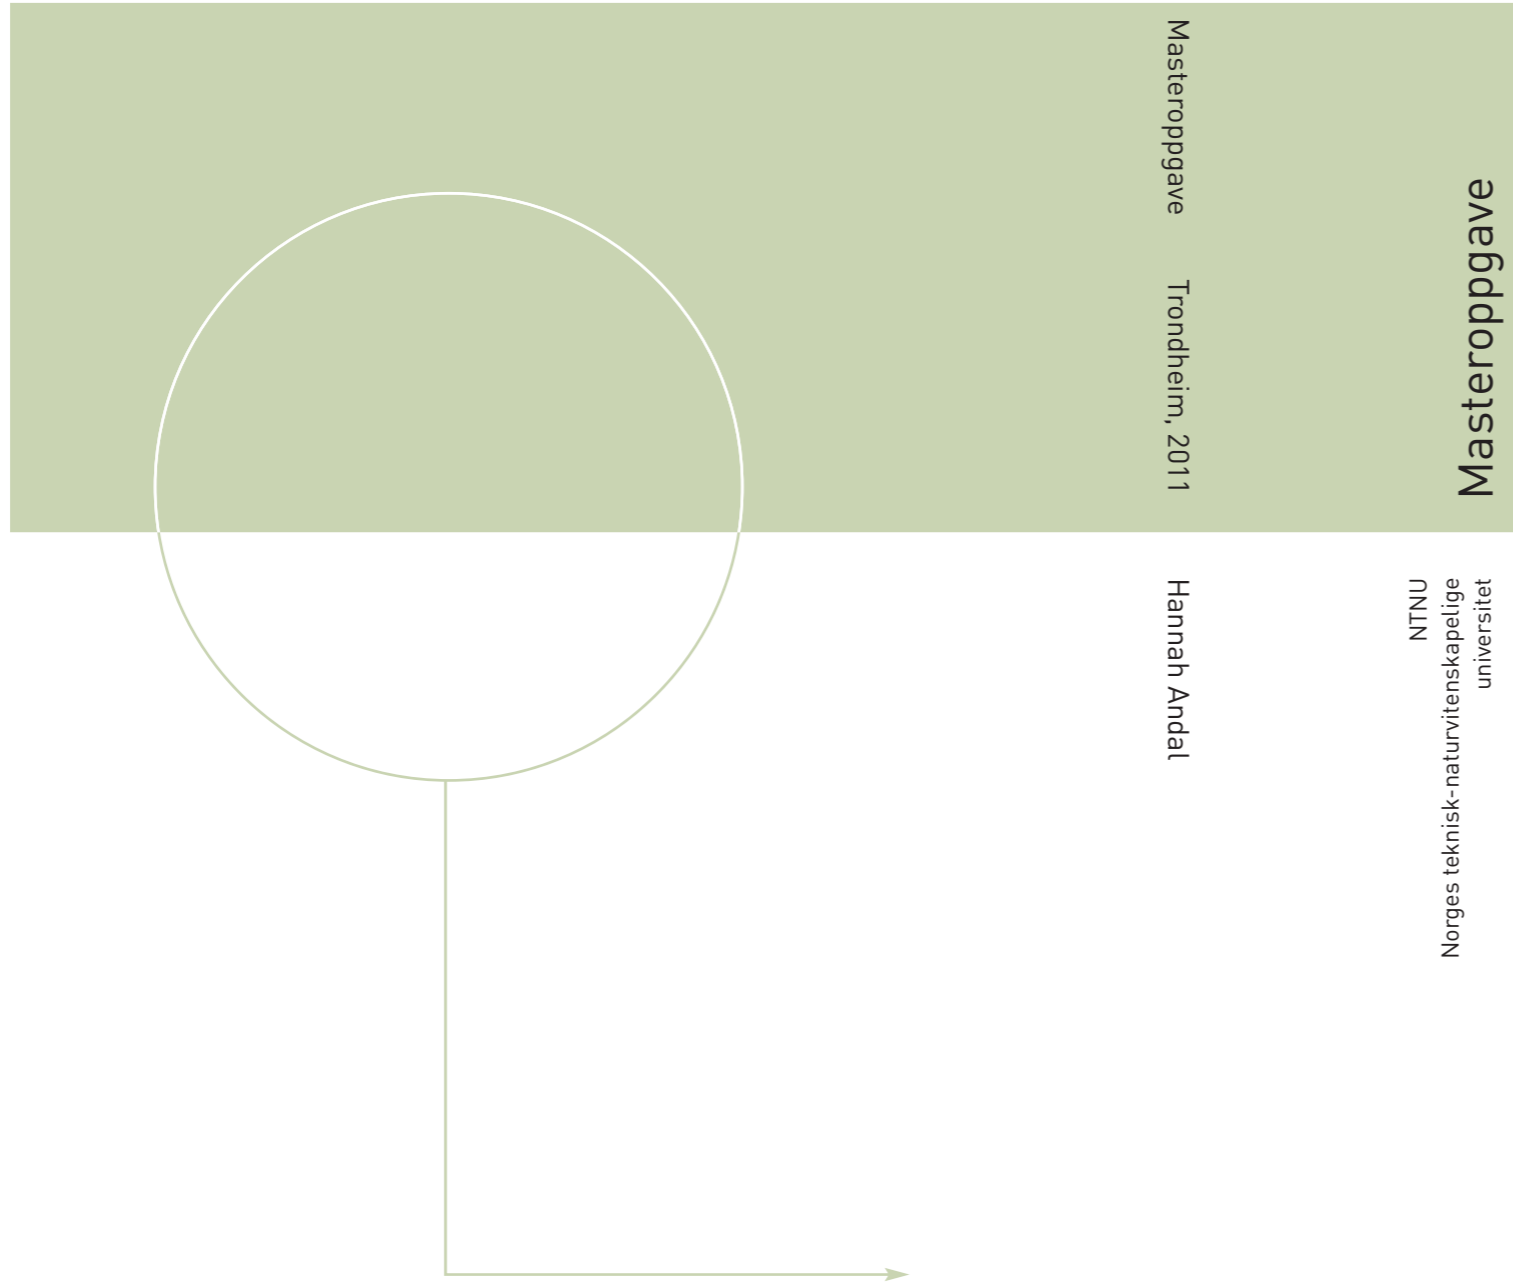 Masteroppgave
Trondheim, 2011
Hannah Andal
Masteroppgave
NTNU
Norges teknisk-naturvitenskapelige
universitet